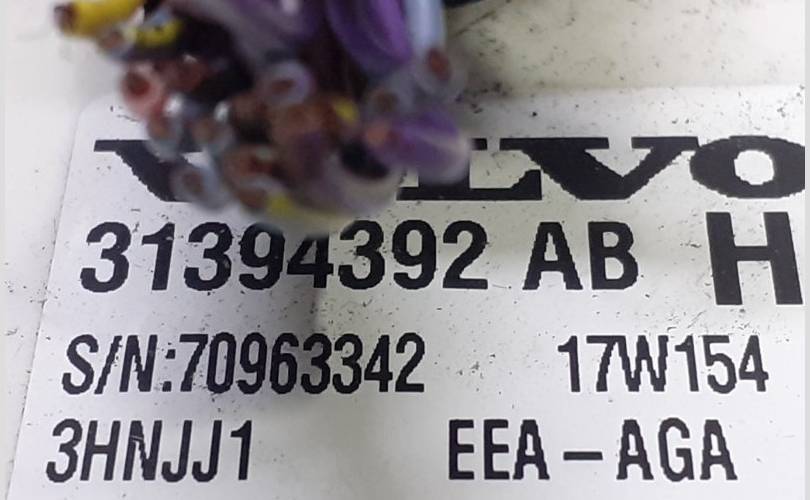 VOLVO
31394392 AB H
S/N:70963342 17W154
3HNJJ1 EEA-AGA